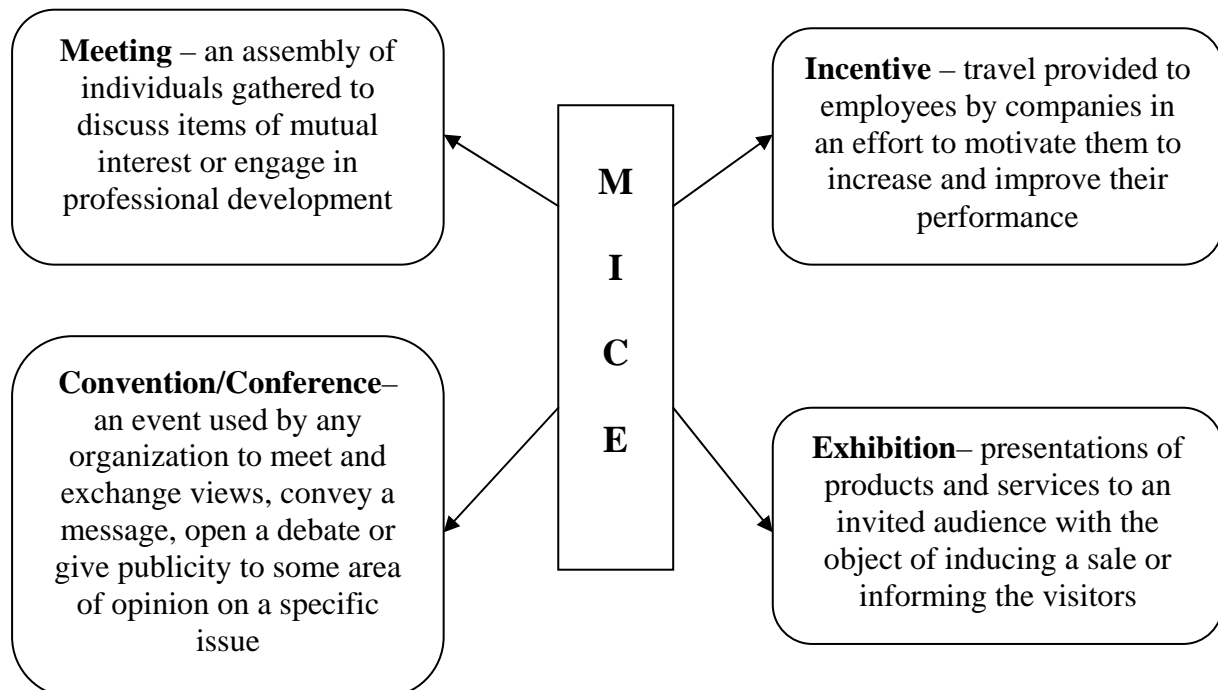 Meeting – an assembly of
individuals gathered to
discuss items of mutual
interest or engage in
professional development
Incentive – travel provided to
employees by companies in
an effort to motivate them to
increase and improve their
performance
M
I
C
E
Convention/Conference–
an event used by any
organization to meet and
exchange views, convey a
message, open a debate or
give publicity to some area
of opinion on a specific
issue
Exhibition– presentations of
products and services to an
invited audience with the
object of inducing a sale or
informing the visitors